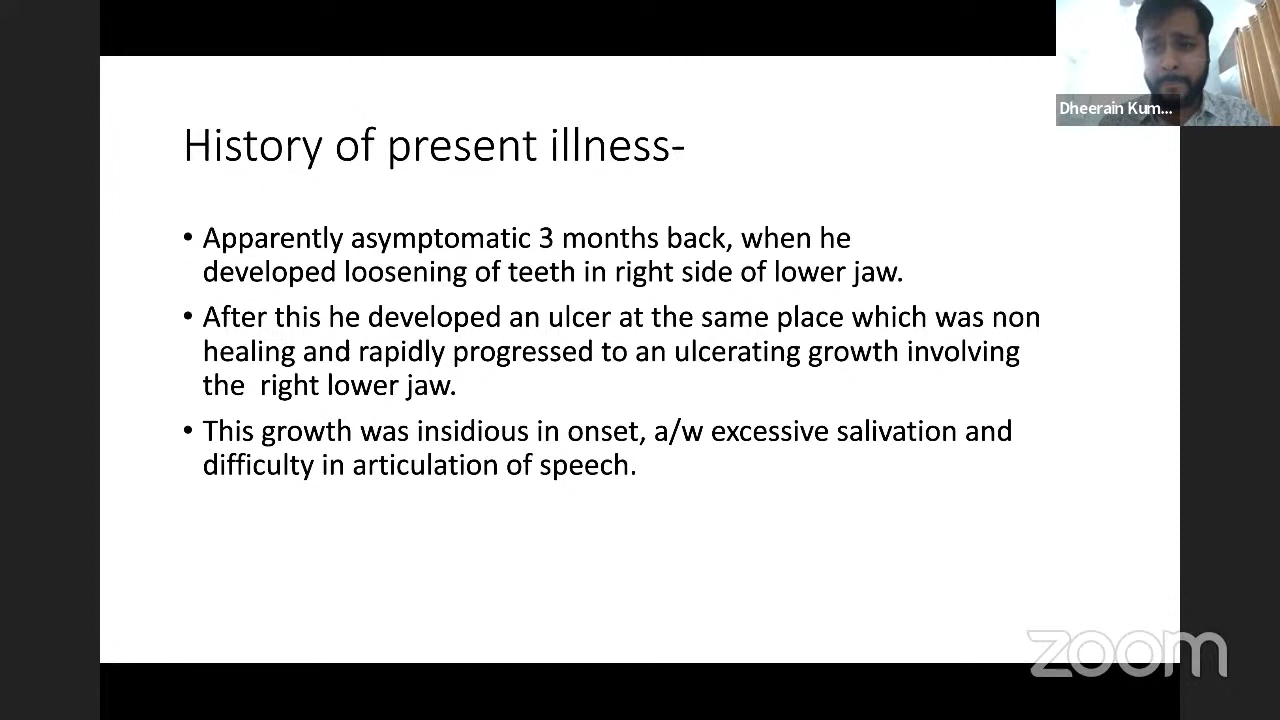 Dheerain Kum...
History of present illness-
• Apparently asymptomatic 3 months back, when he
developed loosening of teeth in right side of lower jaw.
• After this he developed an ulcer at the same place which was non
healing and rapidly progressed to an ulcerating growth involving
the  right lower jaw.
• This growth was insidious in onset, a/w excessive salivation and
difficulty in articulation of speech.
zoom